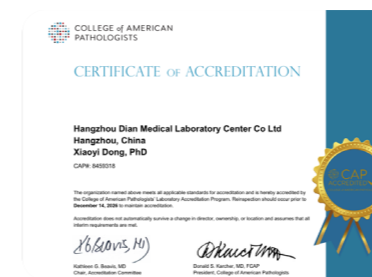 COLLEGE of AMERICAN
PATHOLOGISTS
CERTIFICATE OF ACCREDITATION
Hangzhou Dian Medical Laboratory Center Co Ltd
Hangzhou, China
Xiaoyi Dong, PhD
CAP#: 8459318
The organization named above meets all applicable standards for accreditation and is hereby accredited by
the College of American Pathologists' Laboratory Accreditation Program. Reinspection should occur prior to
December 14, 2026 to maintain accreditation.
Accreditation does not automatically survive a change in director, ownership, or location and assumes that all
interim requirements are met.
CAP
ACCREDITED
Kathleen G. Beavis, MD
Chair, Accreditation Committee
Donald S. Karcher, MD, FCAP
President, College of American Pathologists